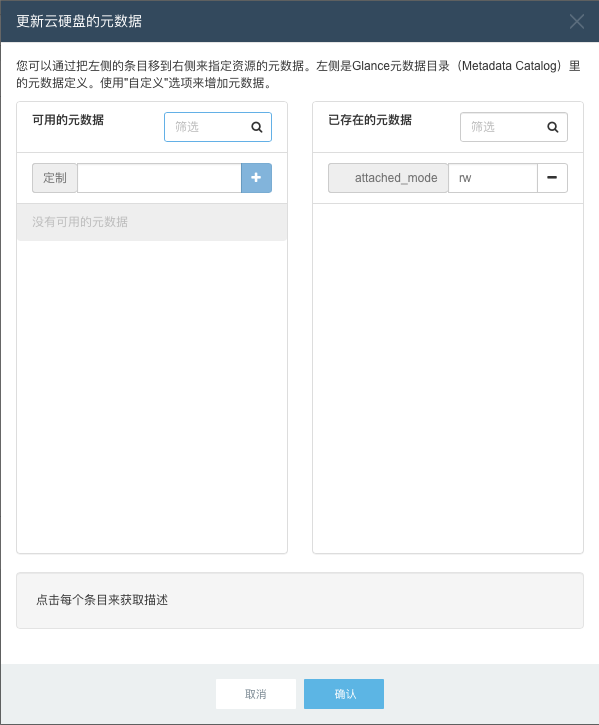 更新云硬盘的元数据
您可以通过把左侧的条目移到右侧来指定资源的元数据。左侧是Glance元数据目录（Metadata Catalog）里
的元数据定义。使用"自定义"选项来增加元数据。
可用的元数据
筛选
定制
没有可用的元数据
已存在的元数据
筛选
attached_mode
rw
点击每个条目来获取描述
取消
确认